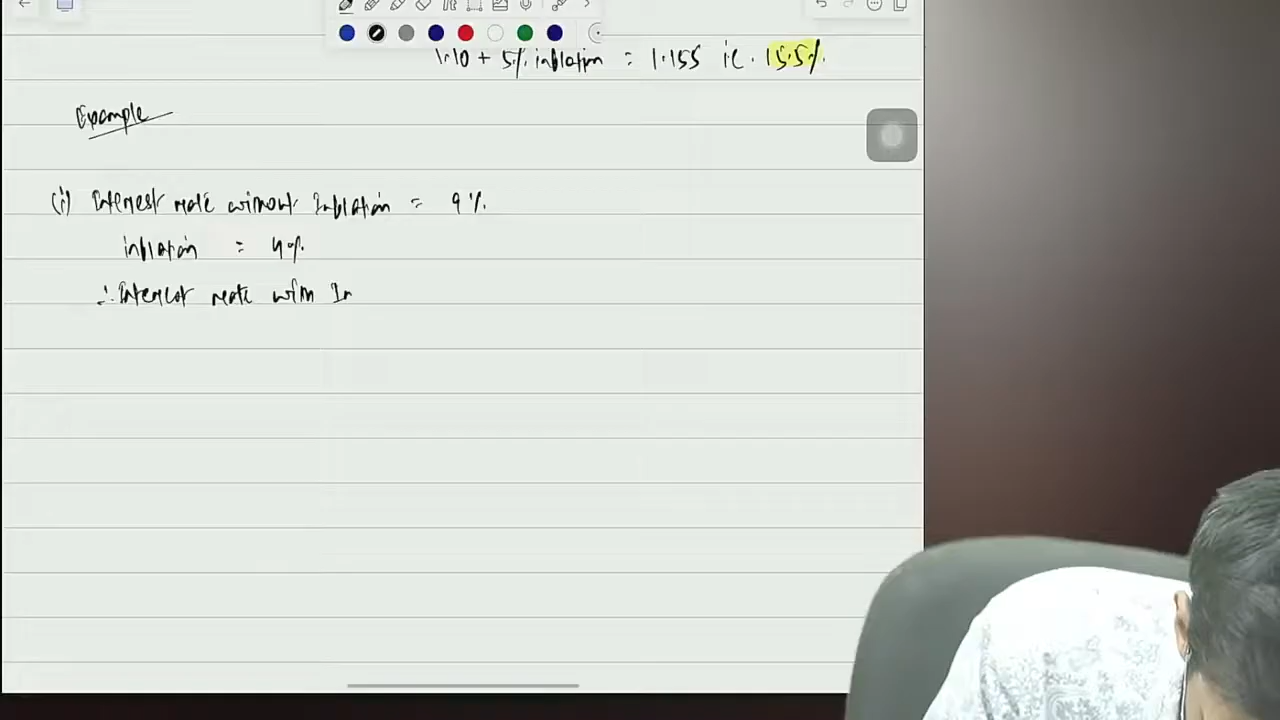 1.10 + 5% inflation = 1.155 i.e. 15.5%.
Example
(i) Interest rate without Inflation = 9%.
inflation = 4%.
∴ Interest rate with In